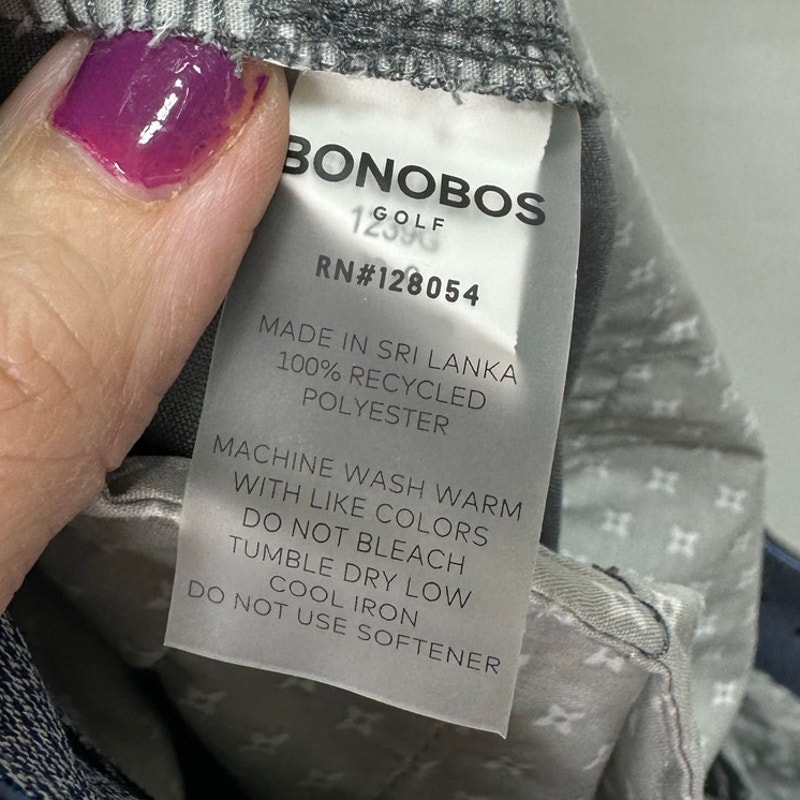 BONOBOS
GOLF
RN#128054
MADE IN SRI LANKA
100% RECYCLED
POLYESTER
MACHINE WASH WARM
WITH LIKE COLORS
DO NOT BLEACH
TUMBLE DRY LOW
COOL IRON
DO NOT USE SOFTENER